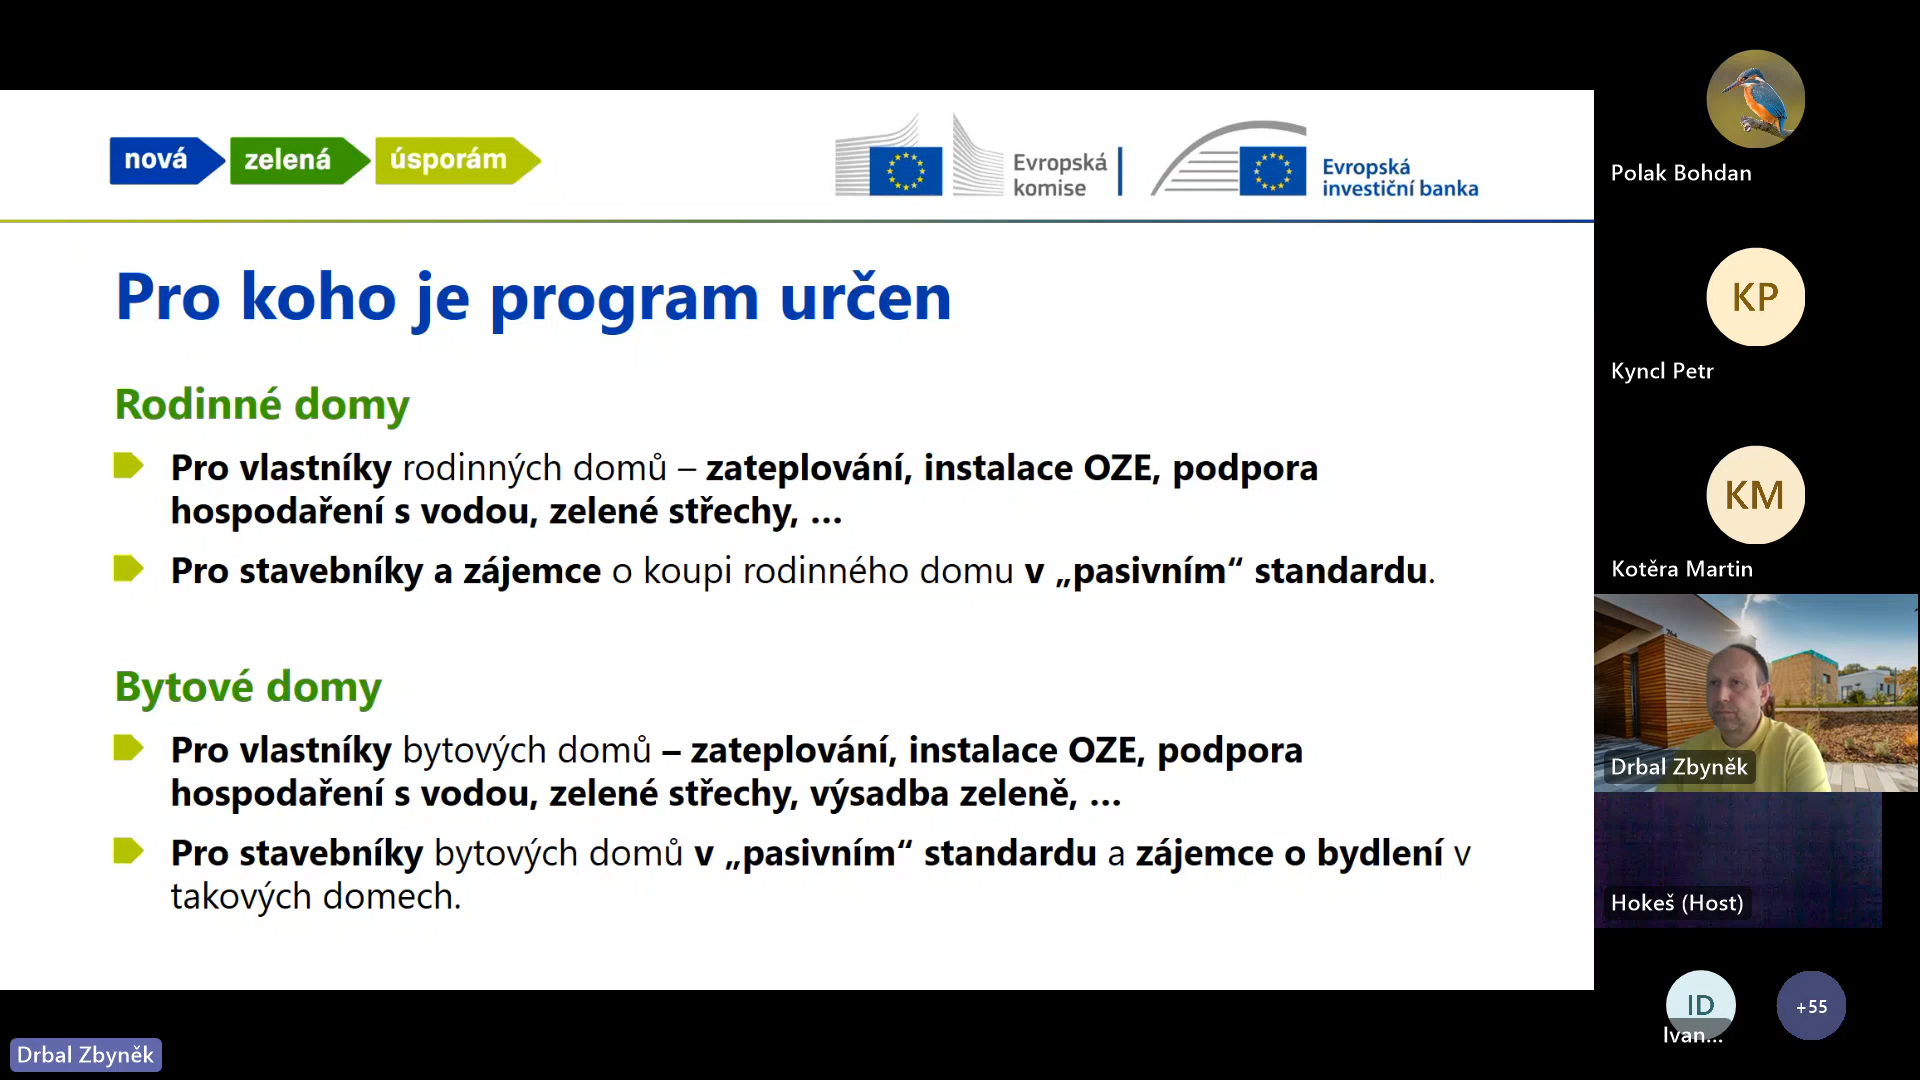 nová zelená úsporám
Evropská
komise
Evropská
investiční banka
Pro koho je program určen
Rodinné domy
Pro vlastníky rodinných domů – zateplování, instalace OZE, podpora
hospodaření s vodou, zelené střechy, ...
Pro stavebníky a zájemce o koupi rodinného domu v „pasivním“ standardu.
Bytové domy
Pro vlastníky bytových domů – zateplování, instalace OZE, podpora
hospodaření s vodou, zelené střechy, výsadba zeleně, ...
Pro stavebníky bytových domů v „pasivním“ standardu a zájemce o bydlení v
takových domech.
Drbal Zbyněk
Polak Bohdan
KP
Kyncl Petr
KM
Kotěra Martin
Drbal Zbyněk
Hokeš (Host)
ID
Ivan...
+55